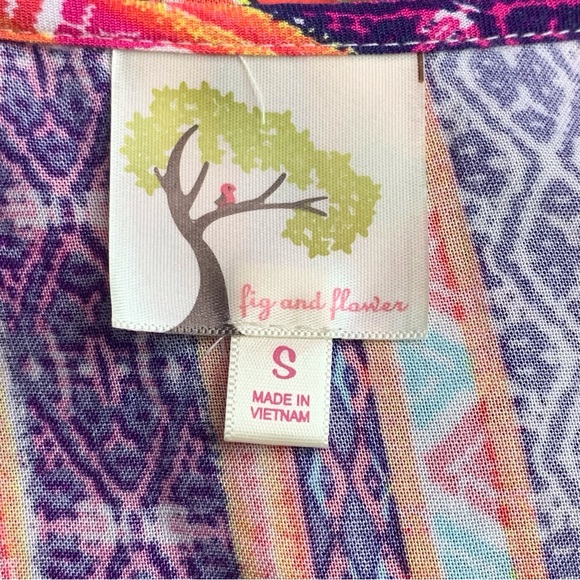 fig and flower
S
MADE IN
VIETNAM